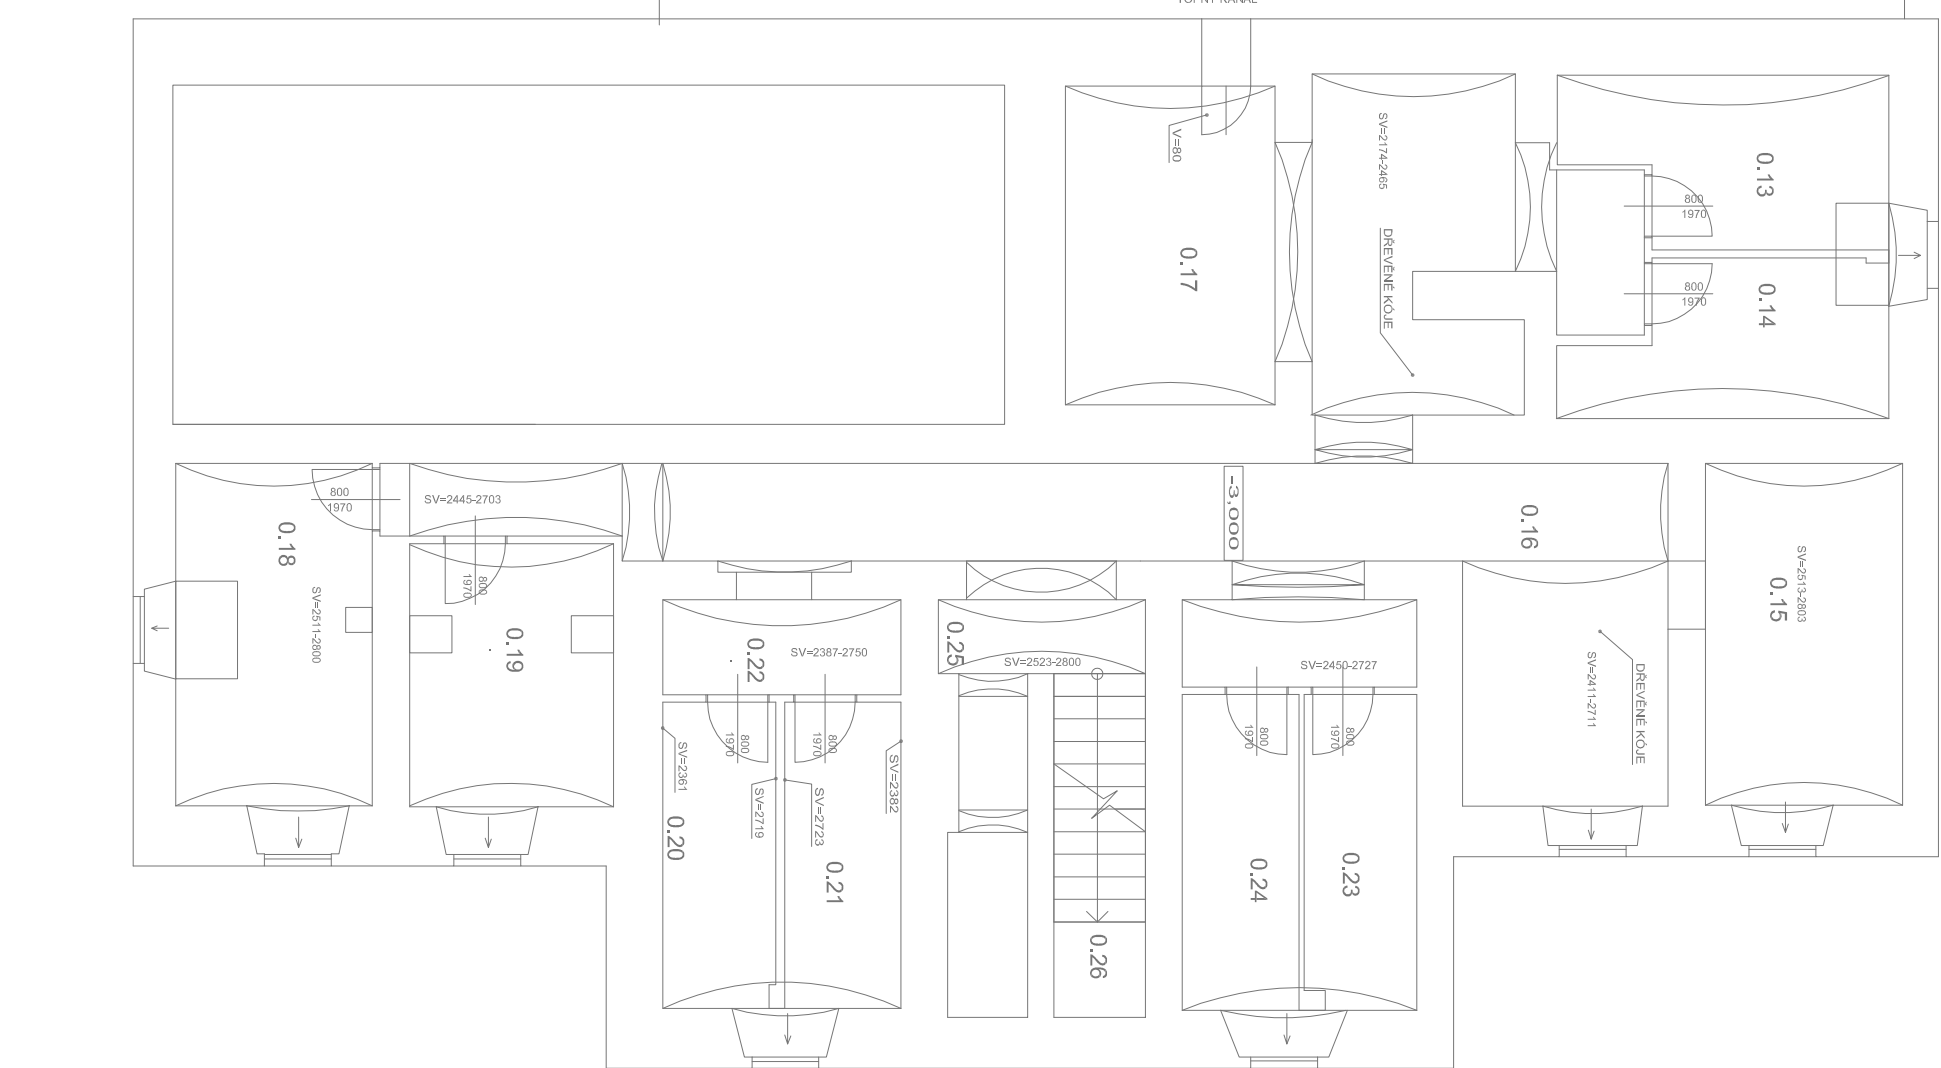 TOPNÝ KANÁL
V=80
0.17
SV=2174-2465
DŘEVĚNÉ KÓJE
0.13
800
1970
800
1970
0.14
800
1970
SV=2445-2703
0.18
SV=2511-2800
800
1970
0.19
-3,000
0.16
SV=2513-2803
0.15
0.22
SV=2387-2750
0.25
SV=2523-2800
SV=2450-2727
SV=2411-2711
DŘEVĚNÉ KÓJE
800
1970
800
1970
SV=2361
SV=2719
SV=2723
SV=2382
0.20
0.21
800
1970
800
1970
0.24
0.23
0.26